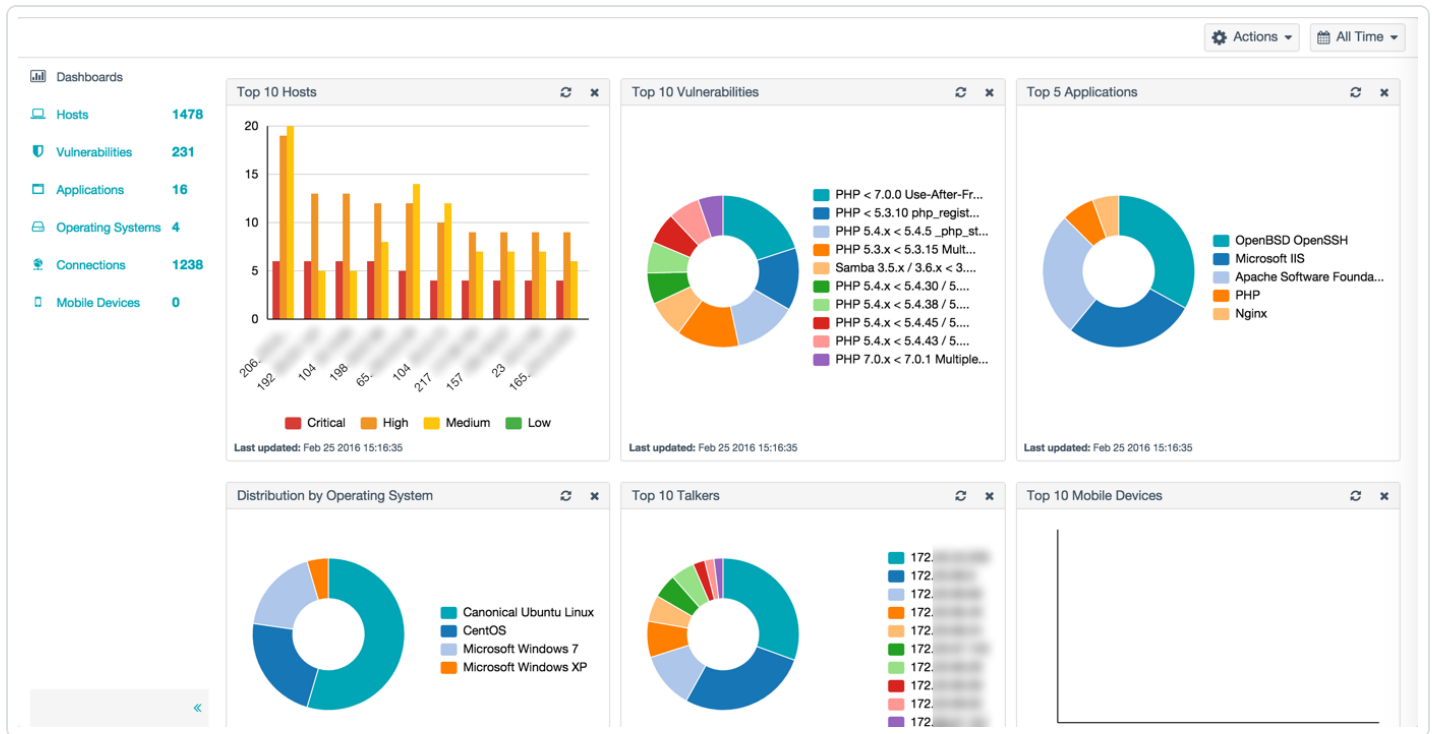 Actions
All Time
Dashboards
Hosts 1478
Vulnerabilities 231
Applications 16
Operating Systems 4
Connections 1238
Mobile Devices 0
«
Top 10 Hosts
20
15
10
5
0
206.
192
104
198
65.
104
217
157
23
165.
Critical High Medium Low
Last updated: Feb 25 2016 15:16:35
Top 10 Vulnerabilities
PHP < 7.0.0 Use-After-Fr...
PHP < 5.3.10 php_regist...
PHP 5.4.x < 5.4.5 _php_st...
PHP 5.3.x < 5.3.15 Mult...
Samba 3.5.x / 3.6.x < 3....
PHP 5.4.x < 5.4.30 / 5....
PHP 5.4.x < 5.4.38 / 5....
PHP 5.4.x < 5.4.45 / 5....
PHP 5.4.x < 5.4.43 / 5....
PHP 7.0.x < 7.0.1 Multiple...
Last updated: Feb 25 2016 15:16:35
Top 5 Applications
OpenBSD OpenSSH
Microsoft IIS
Apache Software Founda...
PHP
Nginx
Last updated: Feb 25 2016 15:16:35
Distribution by Operating System
Canonical Ubuntu Linux
CentOS
Microsoft Windows 7
Microsoft Windows XP
Top 10 Talkers
172.
172.
172.
172.
172.
172.
172.
172.
172.
172.
Top 10 Mobile Devices